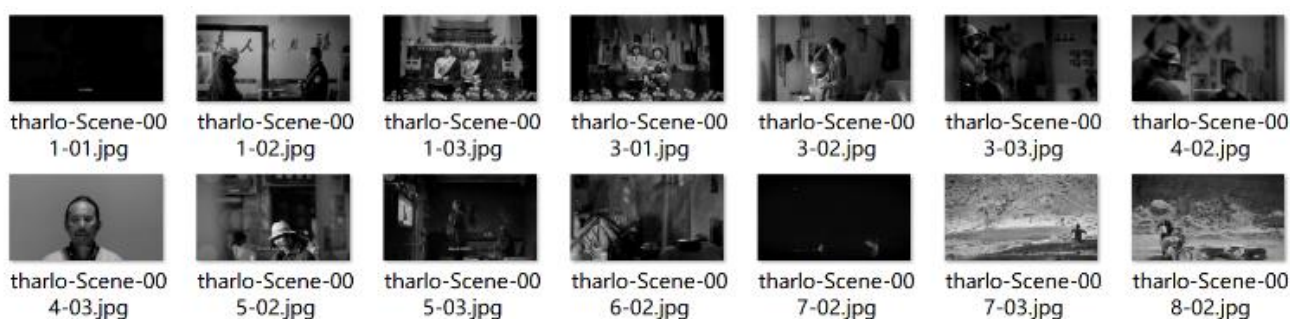 tharlo-Scene-00 tharlo-Scene-00 tharlo-Scene-00 tharlo-Scene-00 tharlo-Scene-00 tharlo-Scene-00 tharlo-Scene-00
1-01.jpg 1-02.jpg 1-03.jpg 3-01.jpg 3-02.jpg 3-03.jpg 4-02.jpg
tharlo-Scene-00 tharlo-Scene-00 tharlo-Scene-00 tharlo-Scene-00 tharlo-Scene-00 tharlo-Scene-00 tharlo-Scene-00
4-03.jpg 5-02.jpg 5-03.jpg 6-02.jpg 7-02.jpg 7-03.jpg 8-02.jpg